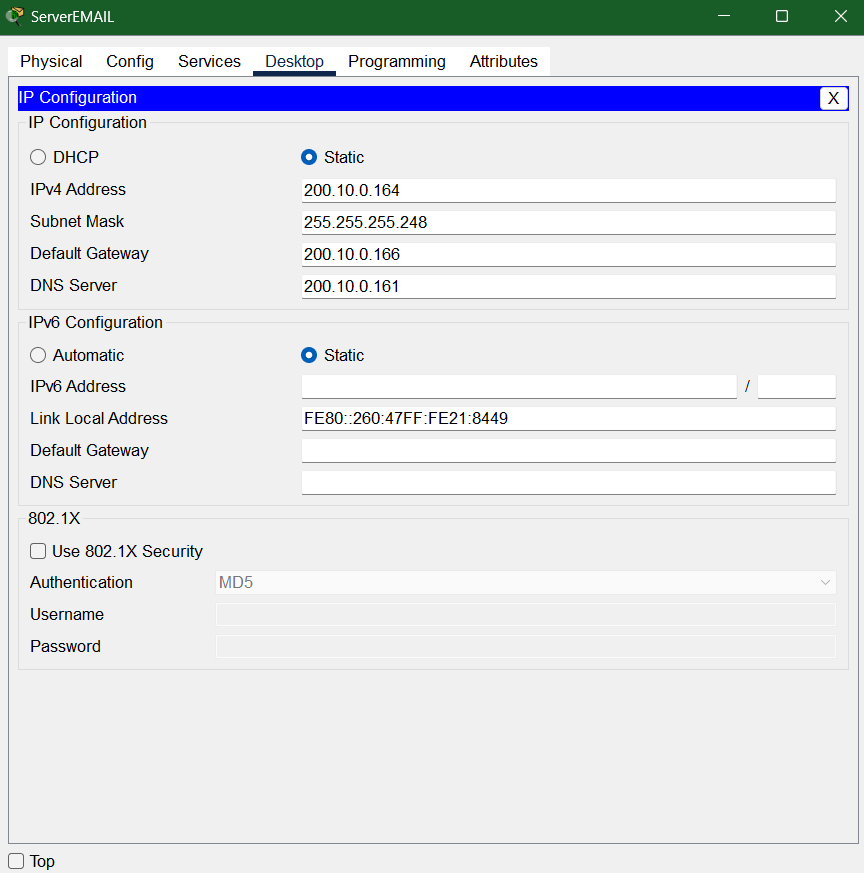 ServerEMAIL
Physical Config Services Desktop Programming Attributes
IP Configuration X
IP Configuration
DHCP Static
IPv4 Address 200.10.0.164
Subnet Mask 255.255.255.248
Default Gateway 200.10.0.166
DNS Server 200.10.0.161
IPv6 Configuration
Automatic Static
IPv6 Address /
Link Local Address FE80::260:47FF:FE21:8449
Default Gateway
DNS Server
802.1X
Use 802.1X Security
Authentication MD5
Username
Password
Top